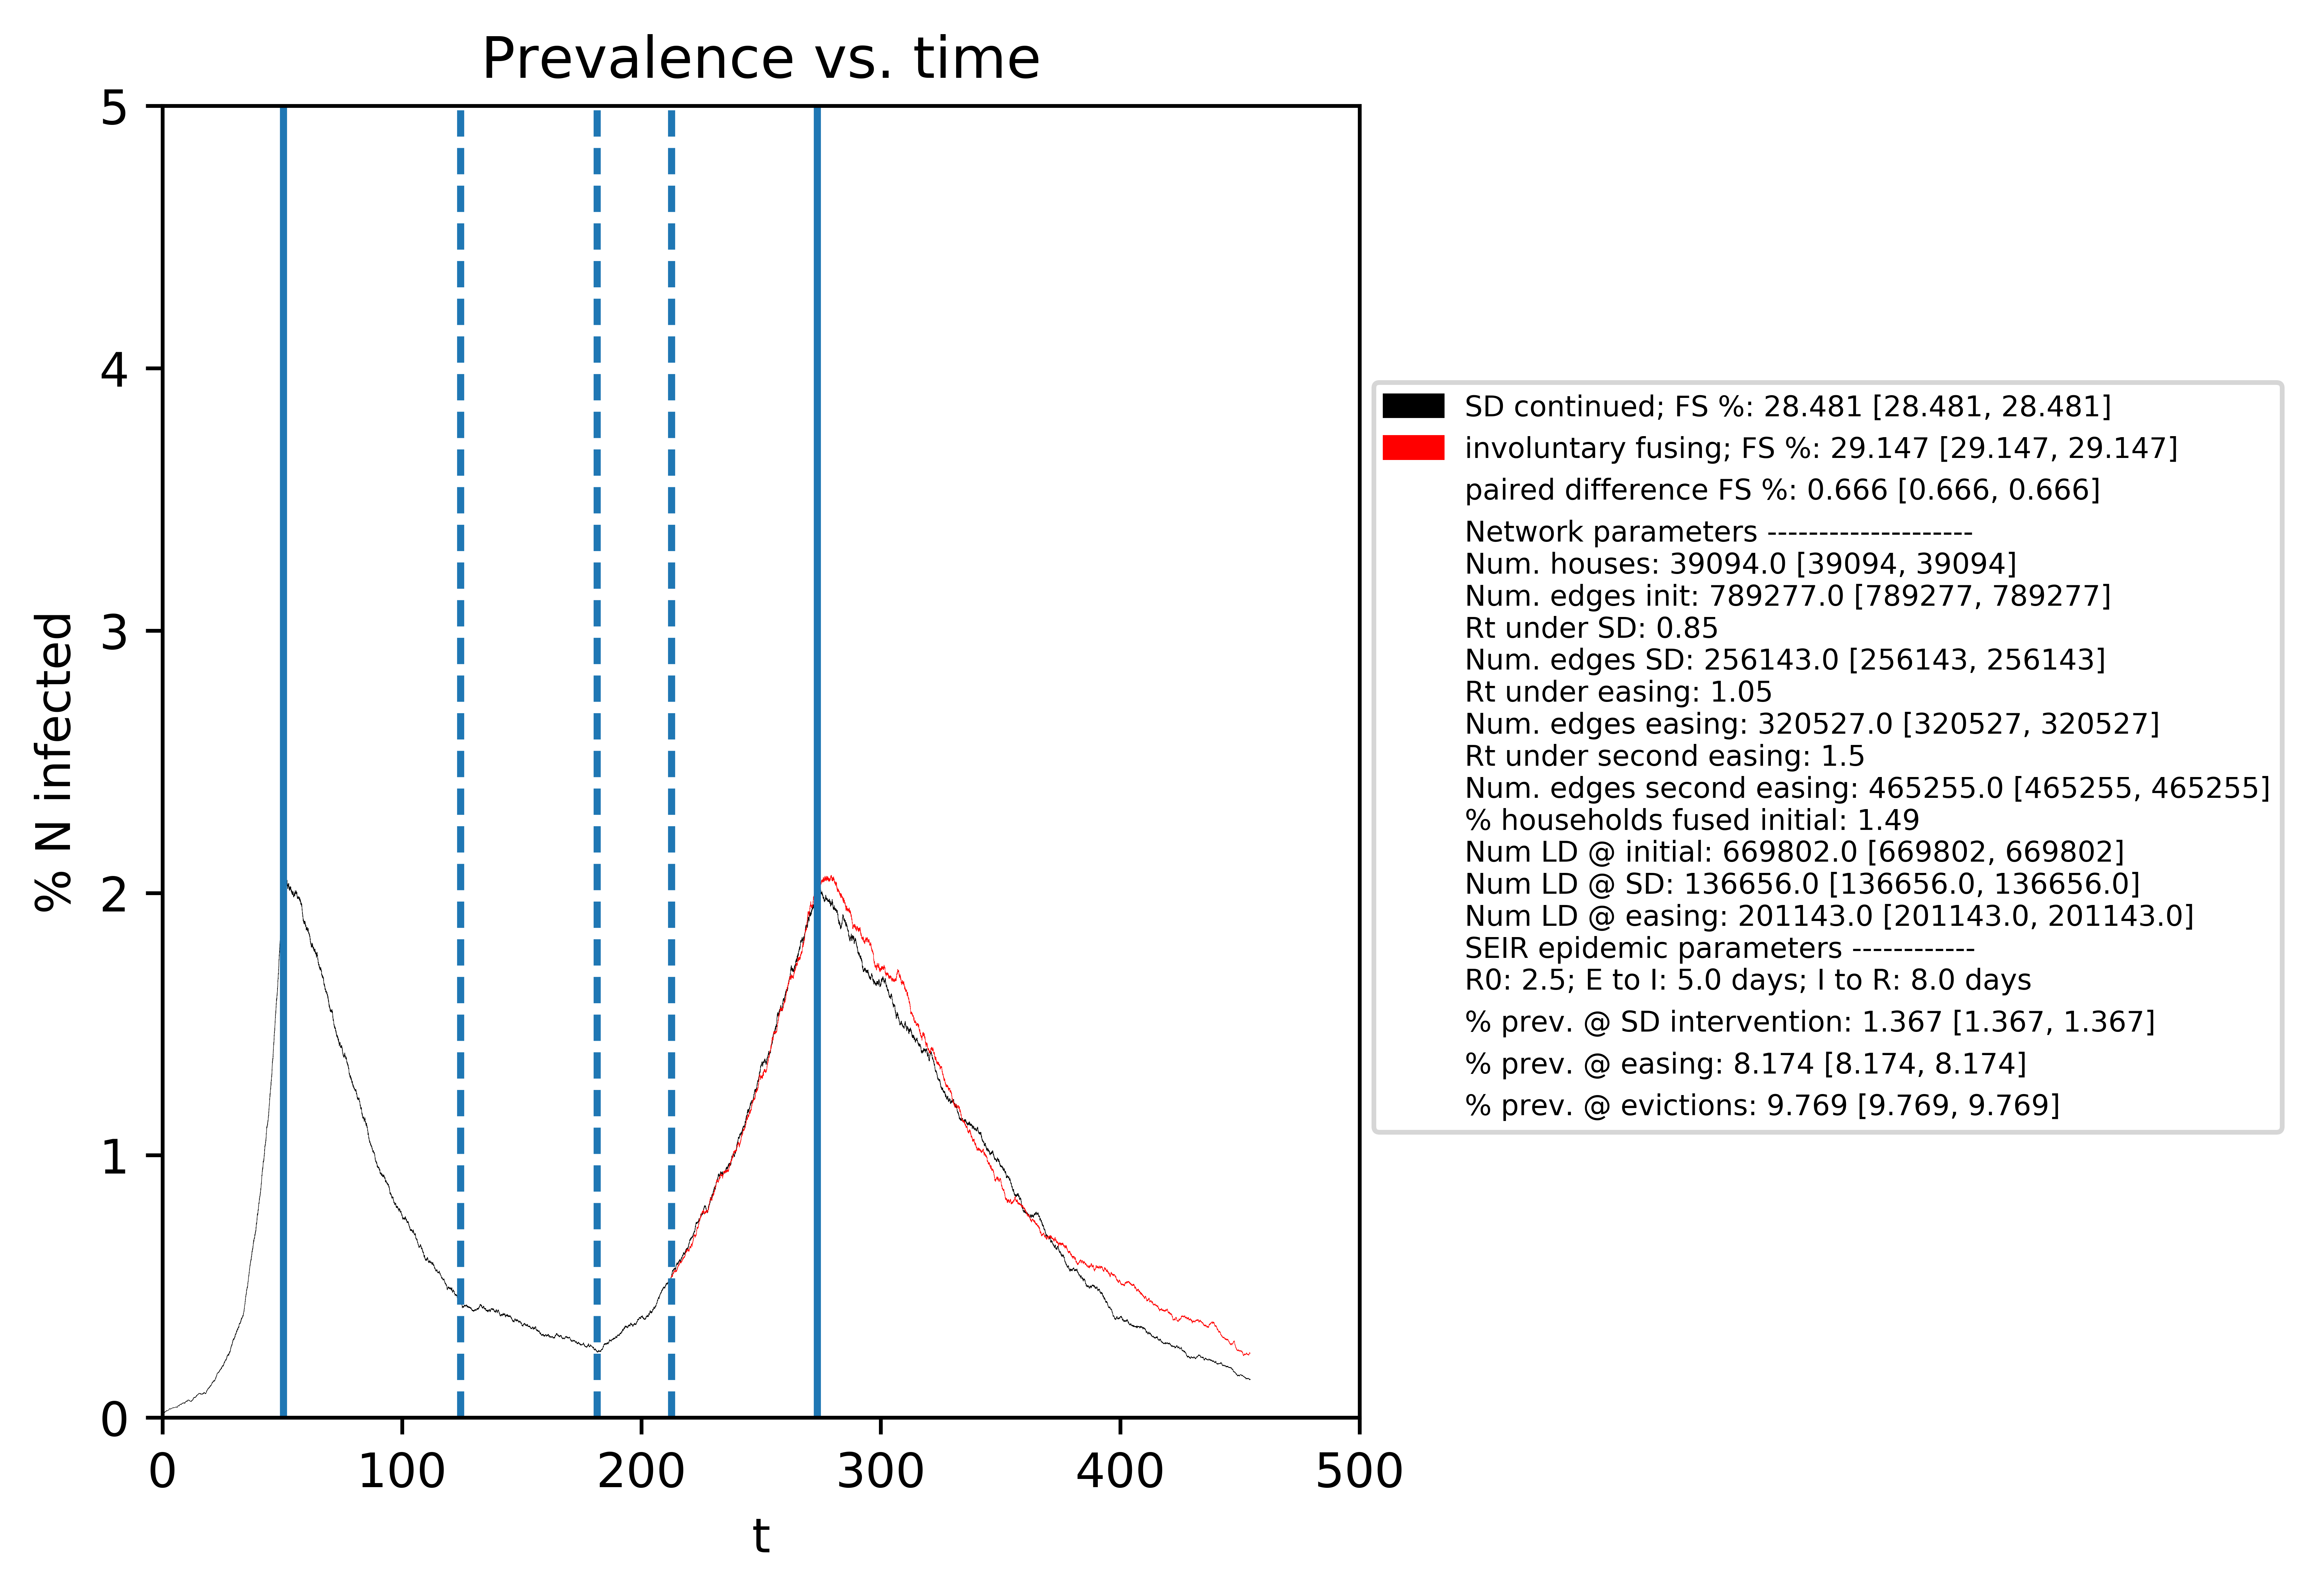 Prevalence vs. time
5
4
3
2
1
0
% N infected
0 100 200 300 400 500
t
SD continued; FS %: 28.481 [28.481, 28.481]
involuntary fusing; FS %: 29.147 [29.147, 29.147]
paired difference FS %: 0.666 [0.666, 0.666]
Network parameters --------------------
Num. houses: 39094.0 [39094, 39094]
Num. edges init: 789277.0 [789277, 789277]
Rt under SD: 0.85
Num. edges SD: 256143.0 [256143, 256143]
Rt under easing: 1.05
Num. edges easing: 320527.0 [320527, 320527]
Rt under second easing: 1.5
Num. edges second easing: 465255.0 [465255, 465255]
% households fused initial: 1.49
Num LD @ initial: 669802.0 [669802, 669802]
Num LD @ SD: 136656.0 [136656.0, 136656.0]
Num LD @ easing: 201143.0 [201143.0, 201143.0]
SEIR epidemic parameters ------------
R0: 2.5; E to I: 5.0 days; I to R: 8.0 days
% prev. @ SD intervention: 1.367 [1.367, 1.367]
% prev. @ easing: 8.174 [8.174, 8.174]
% prev. @ evictions: 9.769 [9.769, 9.769]